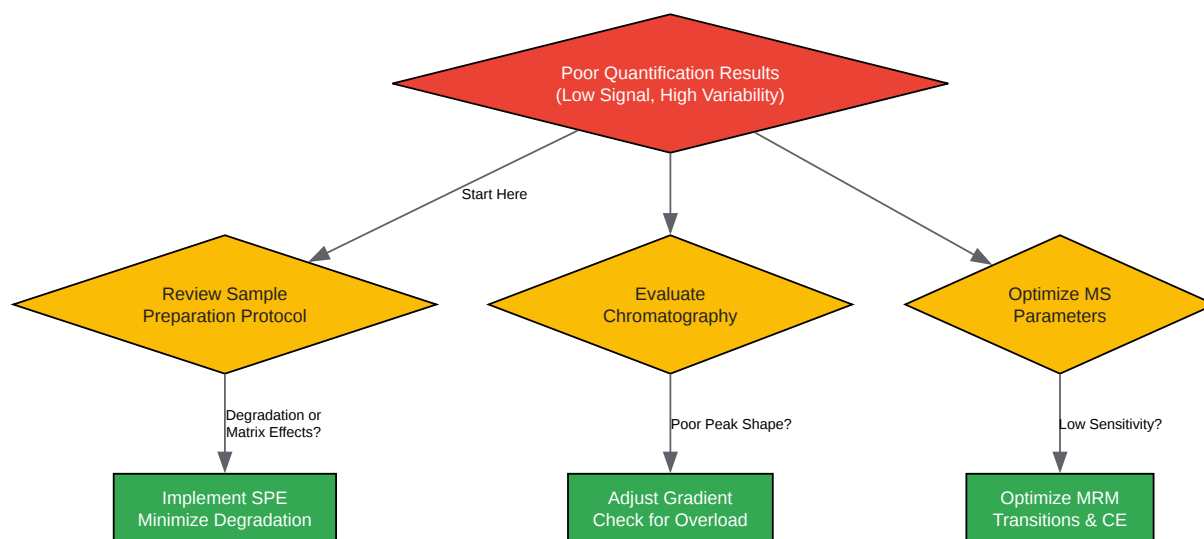 Poor Quantification Results
(Low Signal, High Variability)
Start Here
Review Sample
Preparation Protocol
Evaluate
Chromatography
Optimize MS
Parameters
Degradation or
Matrix Effects?
Poor Peak Shape?
Low Sensitivity?
Implement SPE
Minimize Degradation
Adjust Gradient
Check for Overload
Optimize MRM
Transitions & CE